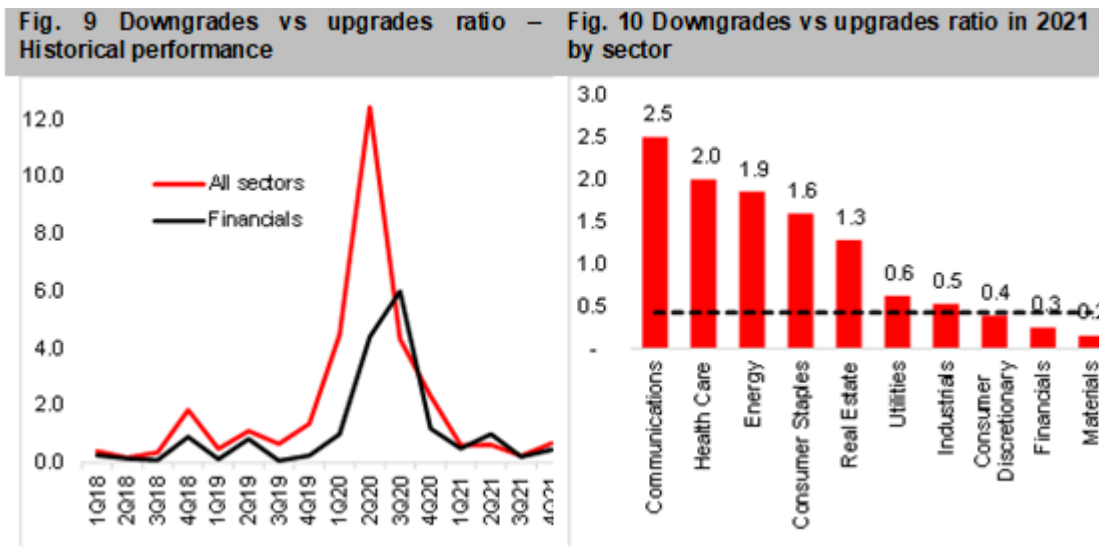 Fig. 9 Downgrades vs upgrades ratio –
Historical performance
12.0
10.0
8.0
6.0
4.0
2.0
0.0
All sectors
Financials
1Q18
2Q18
3Q18
4Q18
1Q19
2Q19
3Q19
4Q19
1Q20
2Q20
3Q20
4Q20
1Q21
2Q21
3Q21
4Q21
Fig. 10 Downgrades vs upgrades ratio in 2021
by sector
3.0
2.5
2.0
1.5
1.0
0.5
-
2.5
2.0
1.9
1.6
1.3
0.6
0.5
0.4
0.3
0.2
Communications
Health Care
Energy
Consumer Staples
Real Estate
Utilities
Industrials
Consumer
Discretionary
Financials
Materials